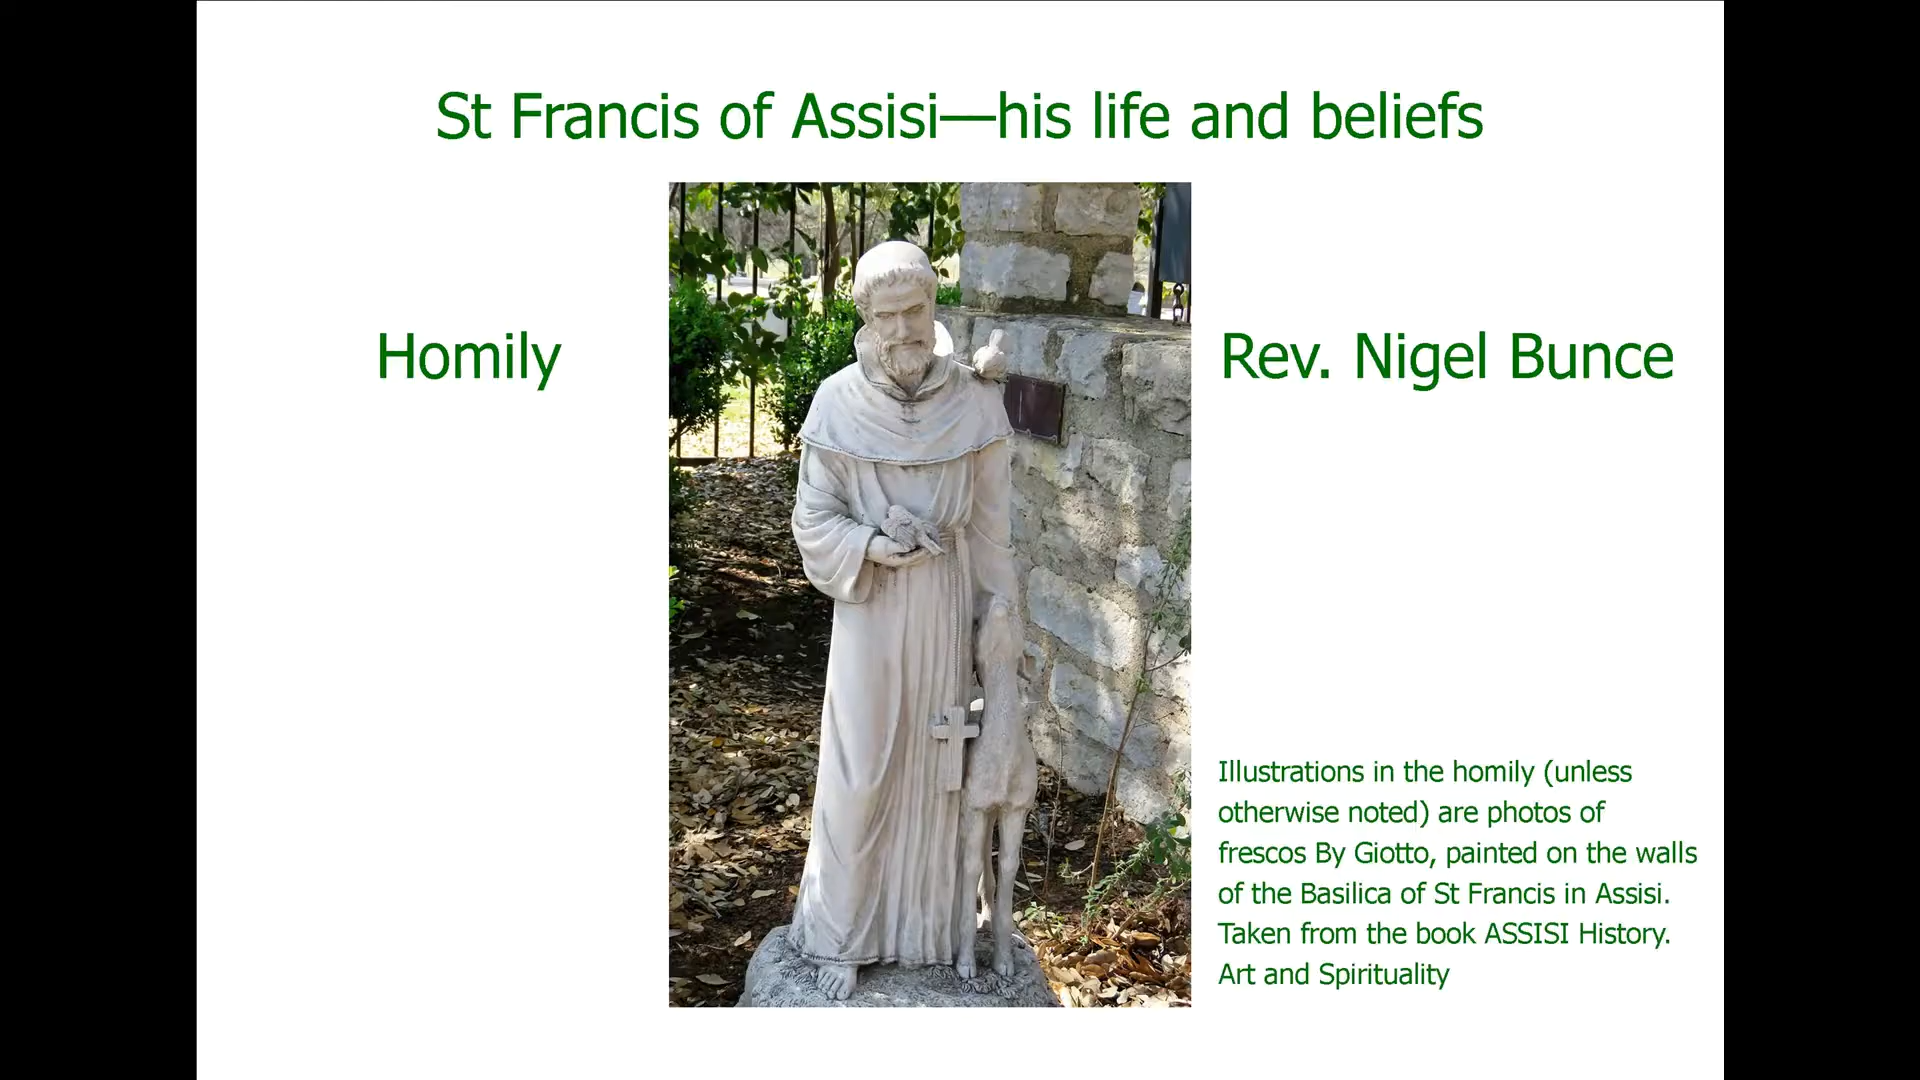 St Francis of Assisi—his life and beliefs
Homily
Rev. Nigel Bunce
Illustrations in the homily (unless
otherwise noted) are photos of
frescos By Giotto, painted on the walls
of the Basilica of St Francis in Assisi.
Taken from the book ASSISI History.
Art and Spirituality